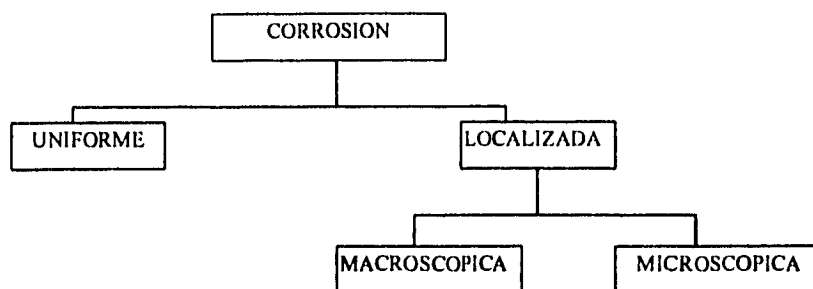 CORROSION
UNIFORME
LOCALIZADA
MACROSCOPICA
MICROSCOPICA